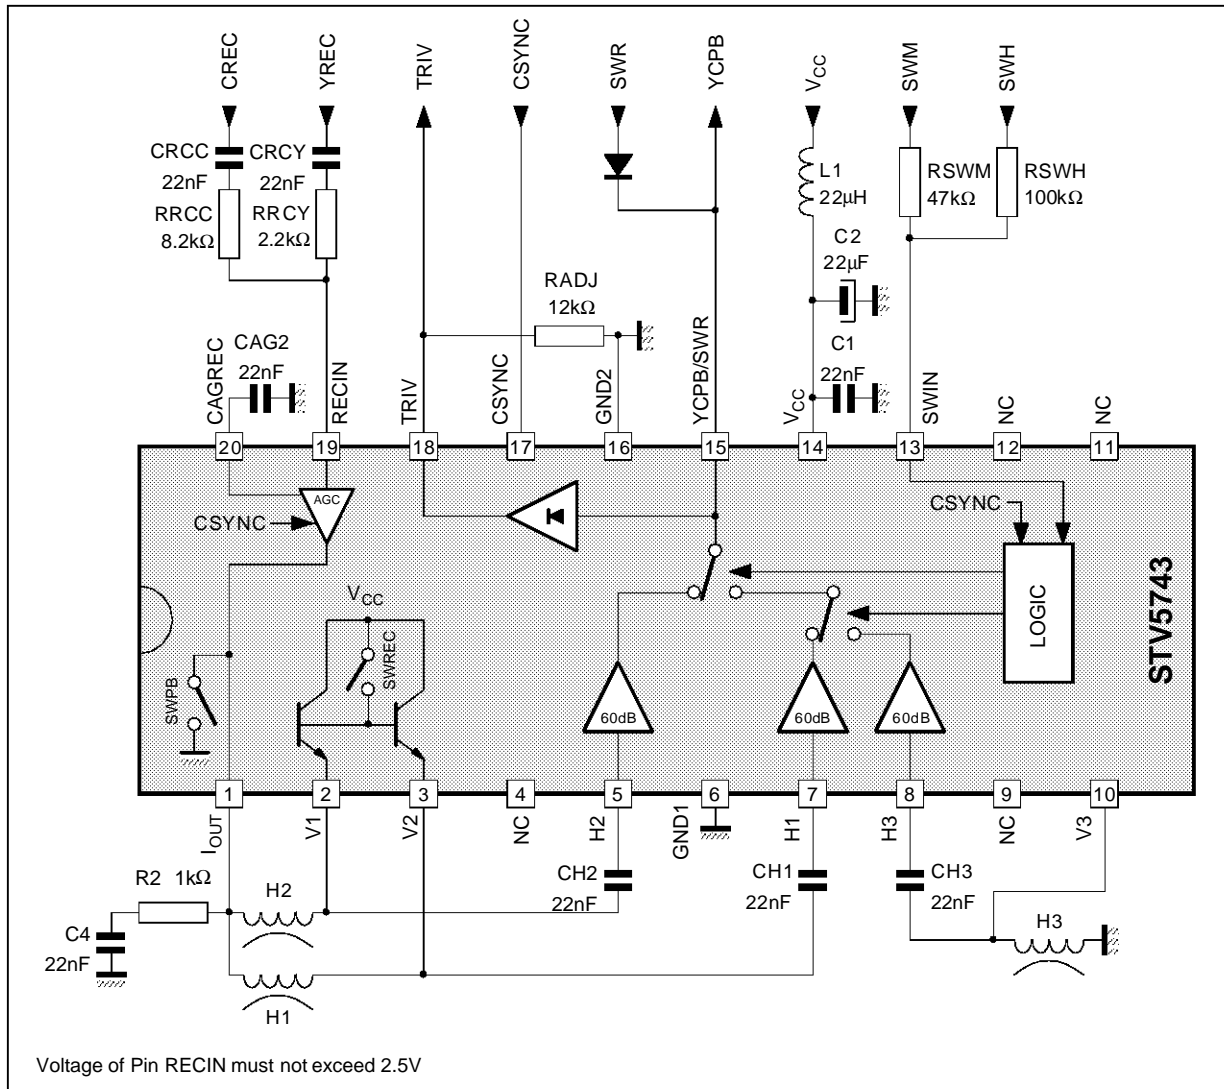 CREC
YREC
TRIV
CSYNC
SWR
YCPB
VCC
SWM
SWH
CRCC
22nF
CRCY
22nF
RRCC
8.2kΩ
RRCY
2.2kΩ
L1
22µH
RSWM
47kΩ
RSWH
100kΩ
C2
22µF
RADJ
12kΩ
CAG2
22nF
C1
22nF
CAGREC
RECIN
TRIV
CSYNC
GND2
YCPB/SWR
VCC
SWIN
NC
NC
20
19
18
17
16
15
14
13
12
11
AGC
CSYNC
CSYNC
LOGIC
STV5743
VCC
SWREC
SWPB
60dB
60dB
60dB
1
2
3
4
5
6
7
8
9
10
IOUT
V1
V2
NC
H2
GND1
H1
H3
NC
V3
R2 1kΩ
H2
CH2
22nF
CH1
22nF
CH3
22nF
H3
C4
22nF
H1
Voltage of Pin RECIN must not exceed 2.5V